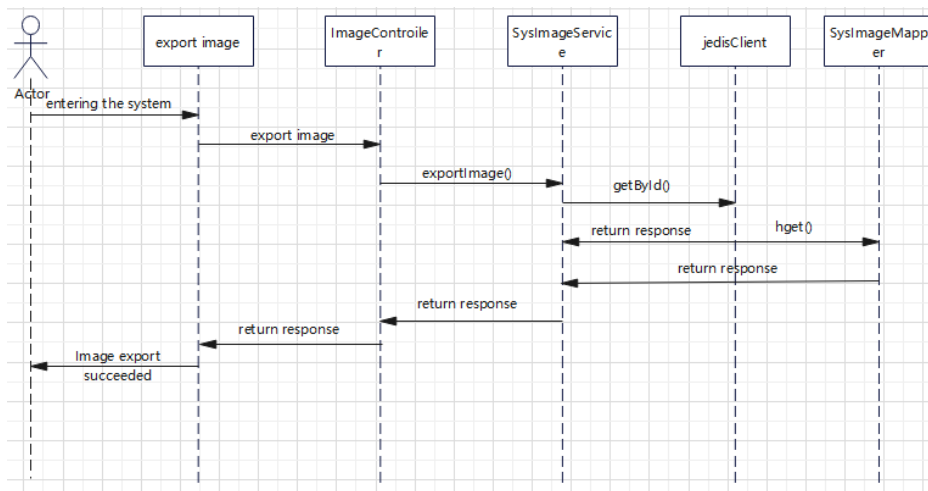 export image
ImageControile
r
SysImageServic
e
jedisClient
SysImageMapp
er
Actor
entering the system
export image
exportImage()
getById()
return response
hget()
return response
return response
return response
Image export
succeeded